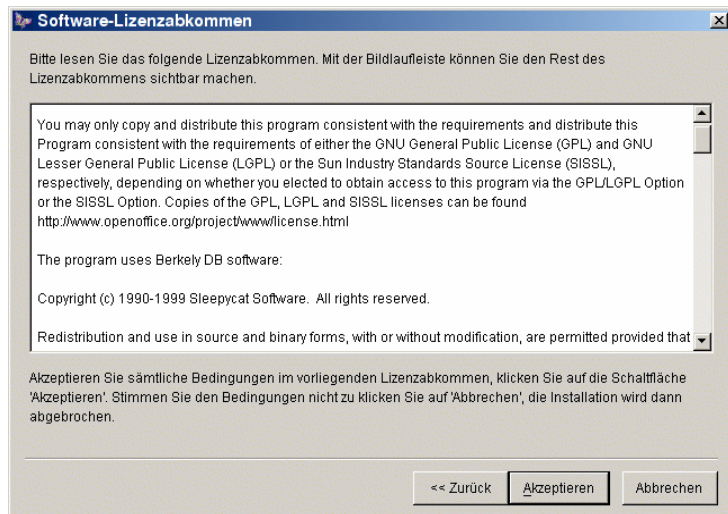 Software-Lizenzabkommen
Bitte lesen Sie das folgende Lizenzabkommen. Mit der Bildlaufleiste können Sie den Rest des
Lizenzabkommens sichtbar machen.
You may only copy and distribute this program consistent with the requirements and distribute this
Program consistent with the requirements of either the GNU General Public License (GPL) and GNU
Lesser General Public License (LGPL) or the Sun Industry Standards Source License (SISSL),
respectively, depending on whether you elected to obtain access to this program via the GPL/LGPL Option
or the SISSL Option. Copies of the GPL, LGPL and SISSL licenses can be found
http://www.openoffice.org/project/www/license.html
The program uses Berkely DB software:
Copyright (c) 1990-1999 Sleepycat Software. All rights reserved.
Redistribution and use in source and binary forms, with or without modification, are permitted provided that
Akzeptieren Sie sämtliche Bedingungen im vorliegenden Lizenzabkommen, klicken Sie auf die Schaltfläche
'Akzeptieren'. Stimmen Sie den Bedingungen nicht zu klicken Sie auf 'Abbrechen', die Installation wird dann
abgebrochen.
<< Zurück Akzeptieren Abbrechen